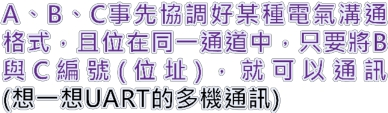 A、B、C事先協調好某種電氣溝通
格式，且位在同一通道中，只要將B
與C編號(位址)，就可以通訊
(想一想UART的多機通訊)